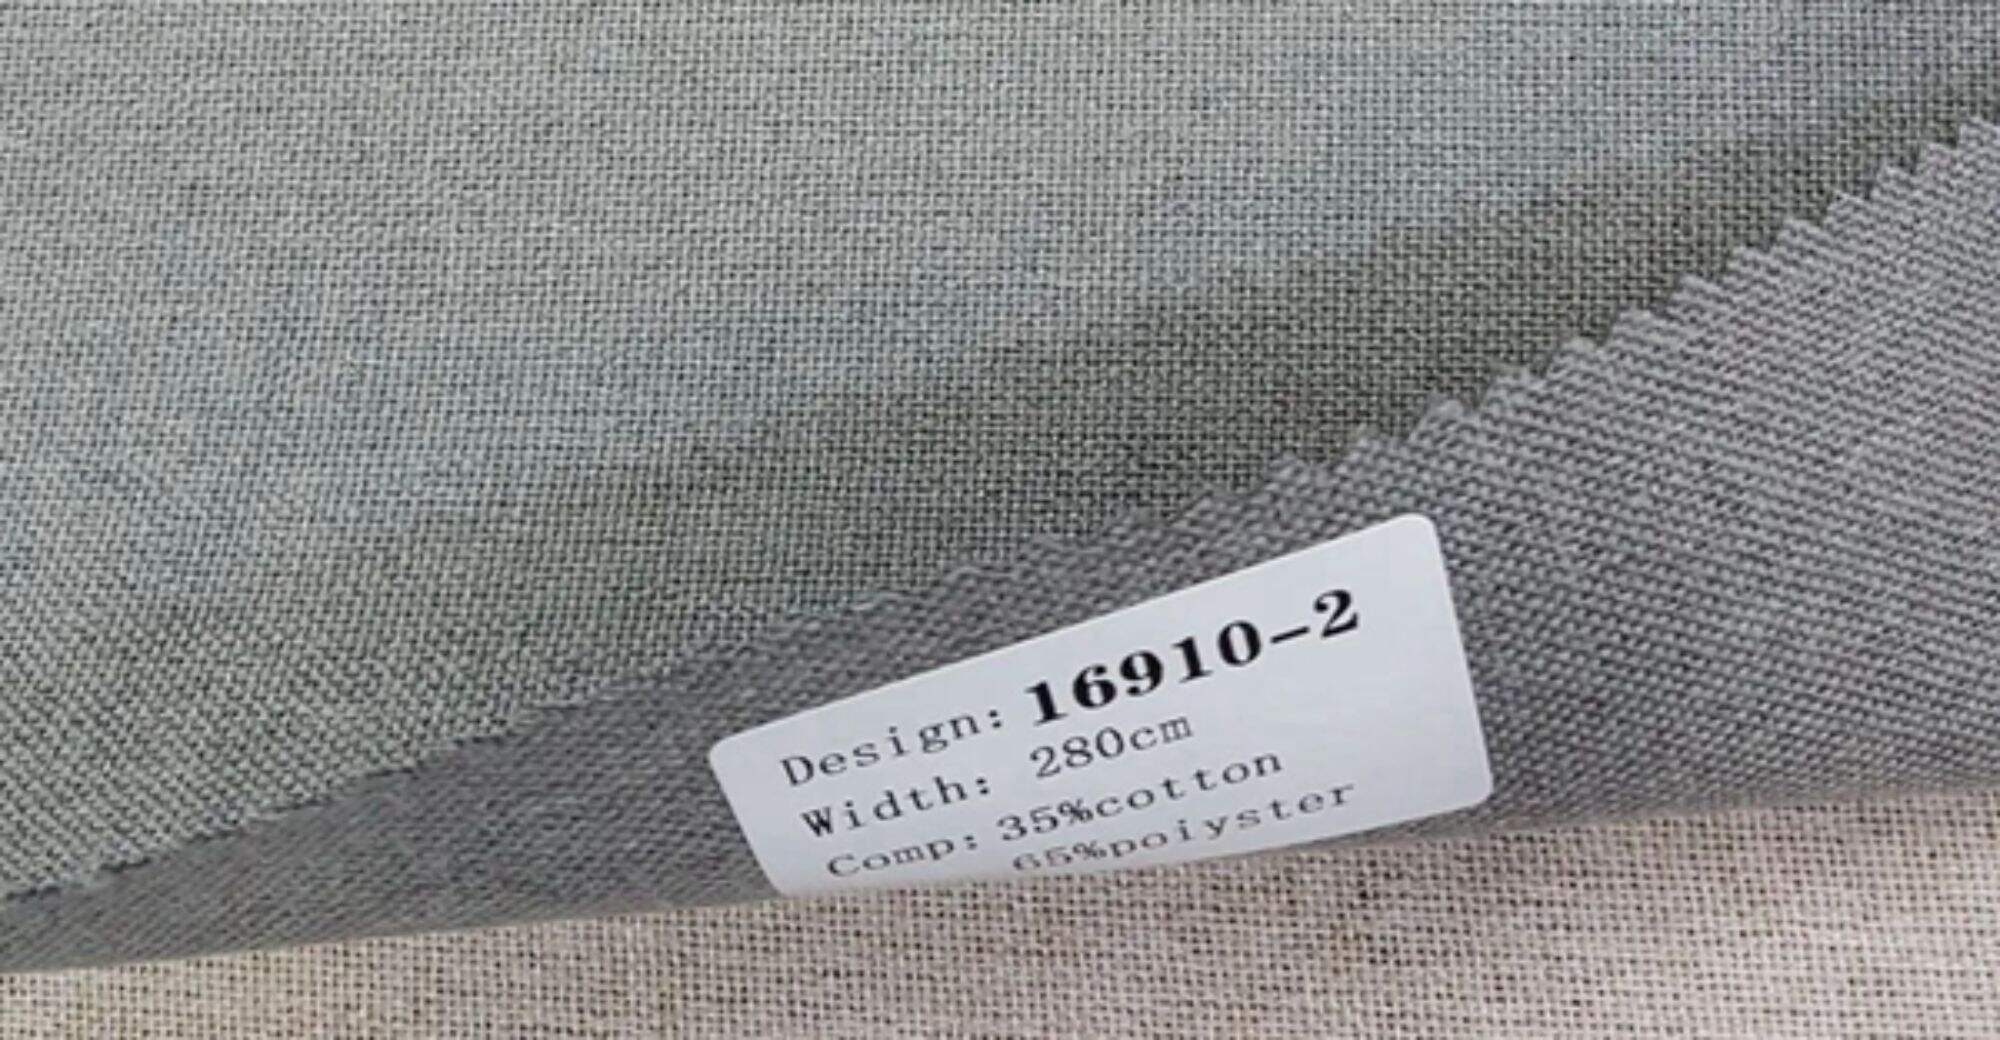 Design: 16910-2
Width: 280cm
Comp: 35%cotton
65%poiyster